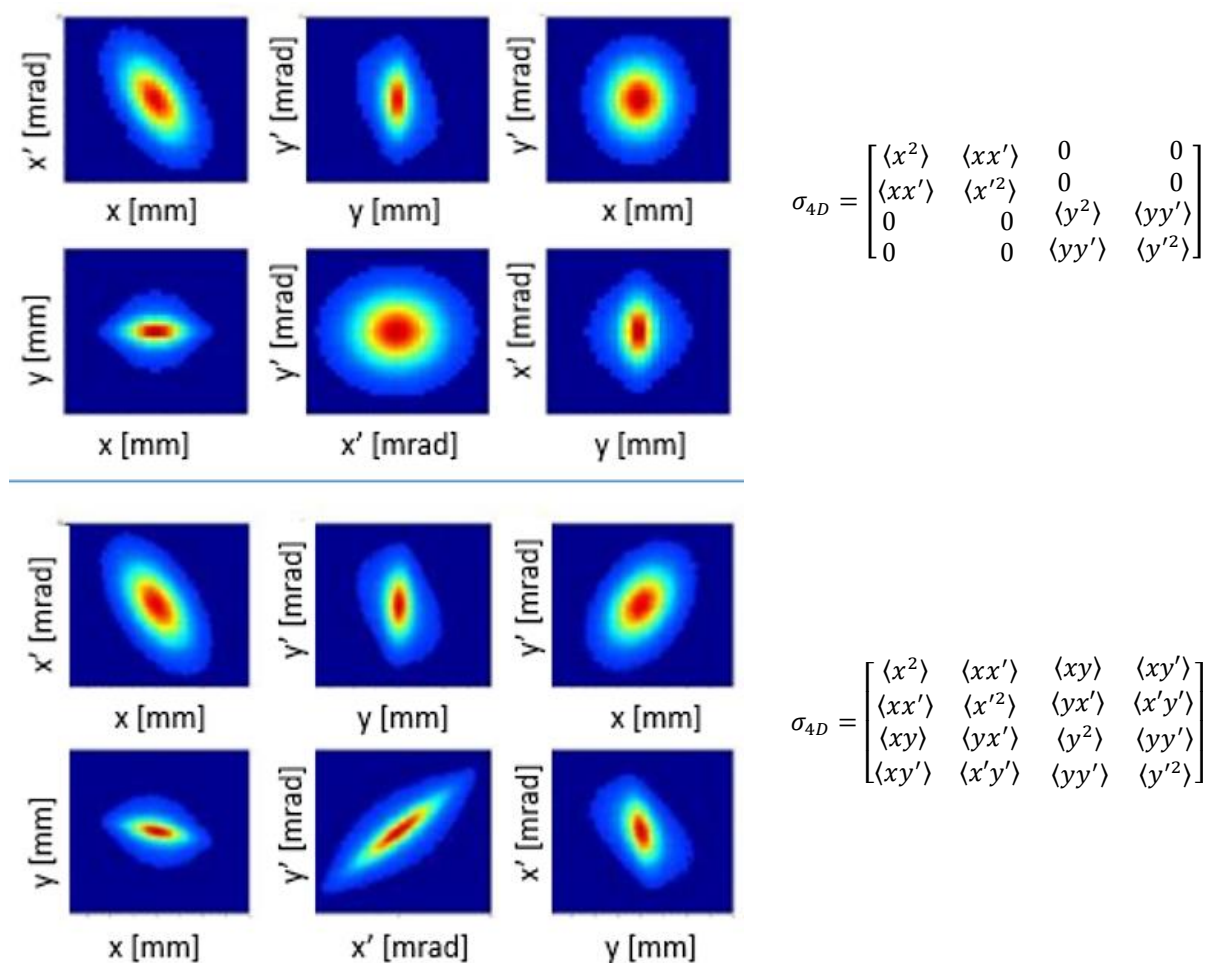 x' [mrad]
x [mm]
y' [mrad]
y [mm]
y' [mrad]
x [mm]
y [mm]
x [mm]
y' [mrad]
x' [mrad]
x' [mrad]
y [mm]
σ4D = [⟨x²⟩ ⟨xx'⟩ 0 0
⟨xx'⟩ ⟨x'²⟩ 0 0
0 0 ⟨y²⟩ ⟨yy'⟩
0 0 ⟨yy'⟩ ⟨y'²⟩]
x' [mrad]
x [mm]
y' [mrad]
y [mm]
y' [mrad]
x [mm]
y [mm]
x [mm]
y' [mrad]
x' [mrad]
x' [mrad]
y [mm]
σ4D = [⟨x²⟩ ⟨xx'⟩ ⟨xy⟩ ⟨xy'⟩
⟨xx'⟩ ⟨x'²⟩ ⟨yx'⟩ ⟨x'y'⟩
⟨xy⟩ ⟨yx'⟩ ⟨y²⟩ ⟨yy'⟩
⟨xy'⟩ ⟨x'y'⟩ ⟨yy'⟩ ⟨y'²⟩]